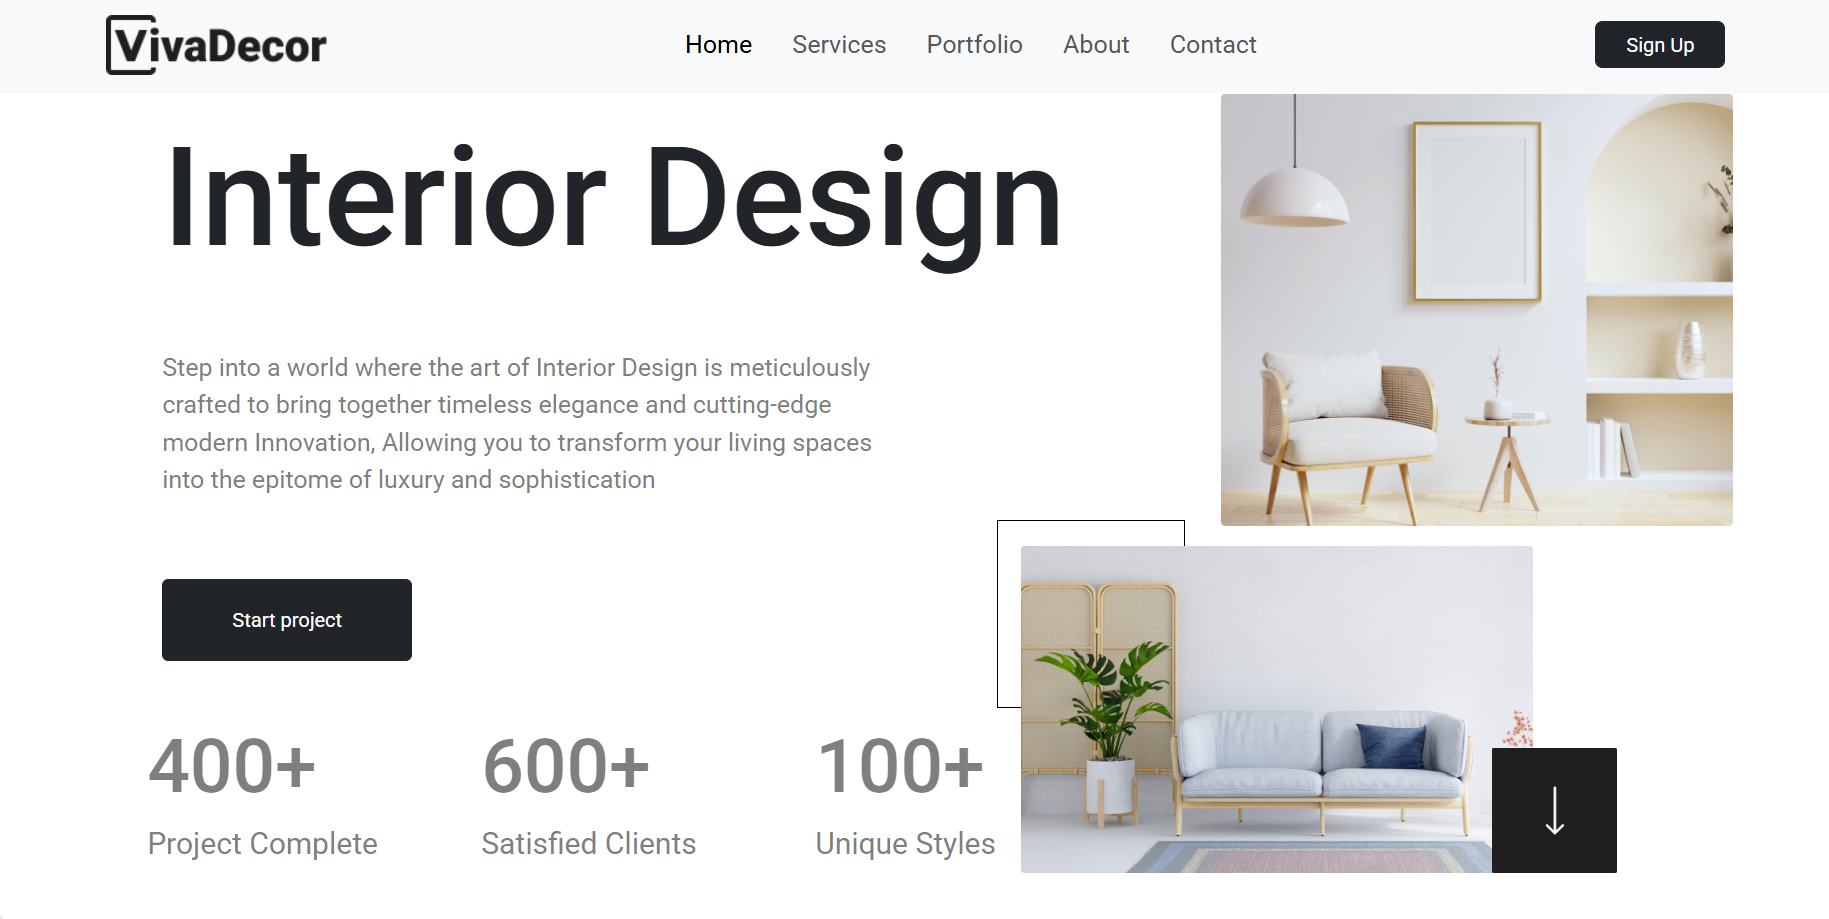 VivaDecor
Home Services Portfolio About Contact
Sign Up
Interior Design
Step into a world where the art of Interior Design is meticulously
crafted to bring together timeless elegance and cutting-edge
modern Innovation, Allowing you to transform your living spaces
into the epitome of luxury and sophistication
Start project
400+ 600+ 100+
Project Complete Satisfied Clients Unique Styles